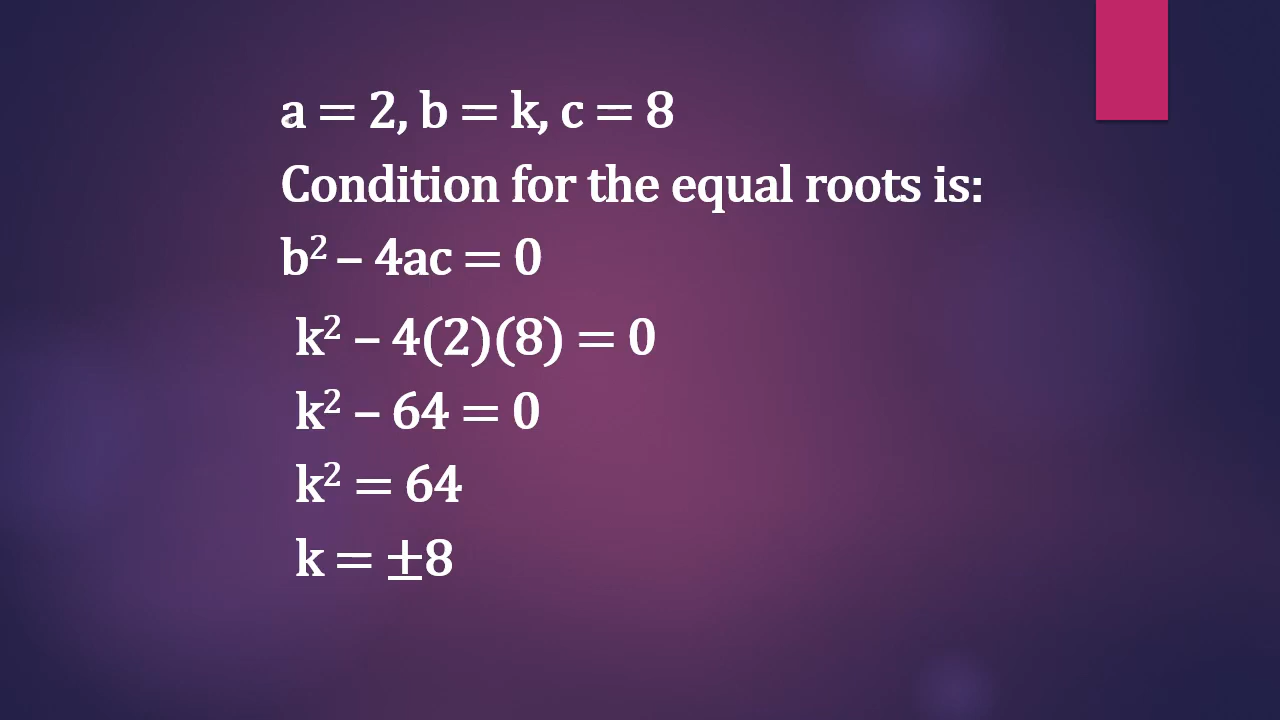 a = 2, b = k, c = 8
Condition for the equal roots is:
b² – 4ac = 0
k² – 4(2)(8) = 0
k² – 64 = 0
k² = 64
k = ±8